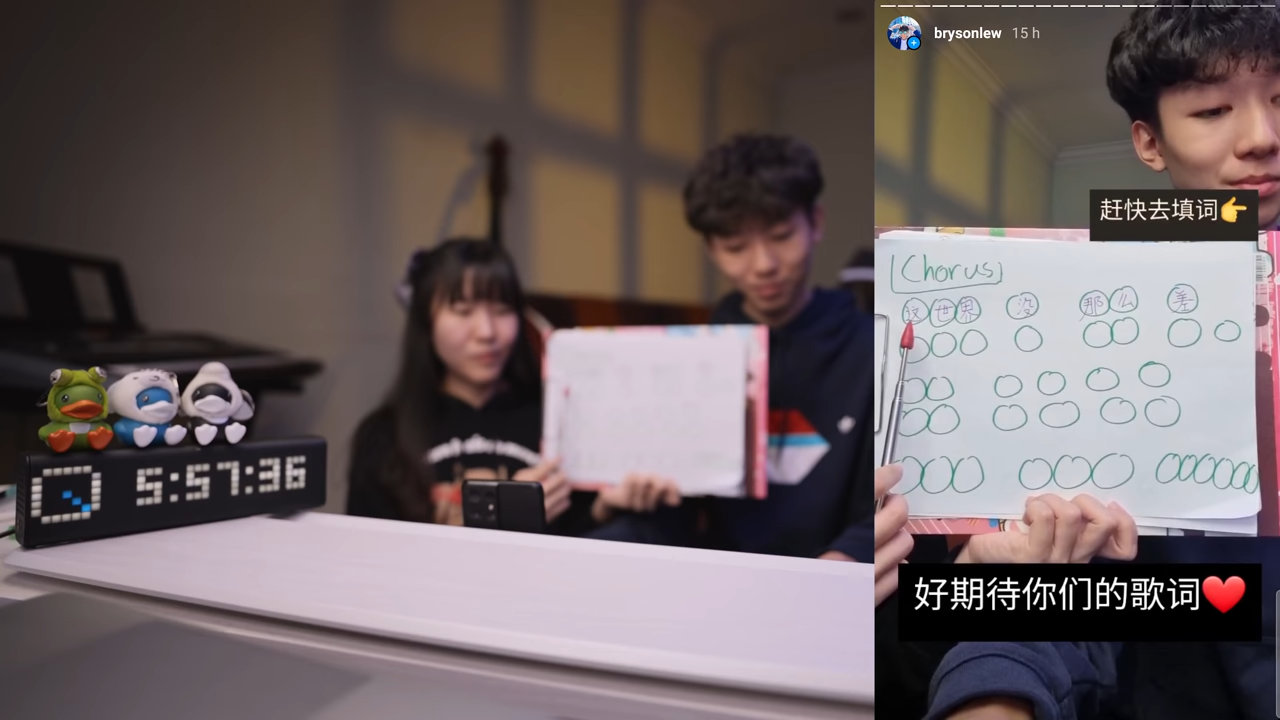 5:57:36
brysonlew 15 h
赶快去填词👉
[Chorus]
这世界 没 那么 差
好期待你们的歌词❤️